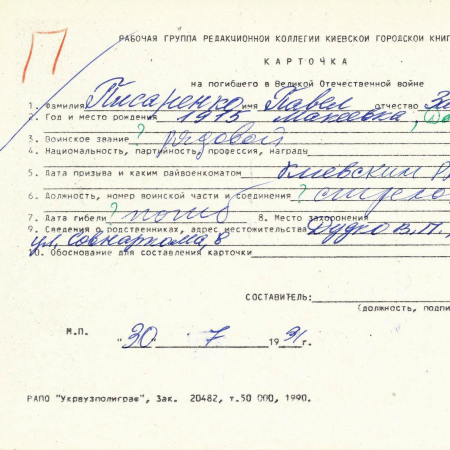 П
РАБОЧАЯ ГРУППА РЕДАКЦИОННОЙ КОЛЛЕГИИ КИЕВСКОЙ ГОРОДСКОЙ КНИГ
КАРТОЧКА
на погибшего в Великой Отечественной войне
1. Фамилия Писаренко имя Павел отчество
2. Год и место рождения 1915 Макеевка,
3. Воинское звание ? рядовой
4. Национальность, партийность, профессия, награды
5. Дата призыва и каким райвоенкоматом Киевским
6. Должность, номер воинской части и соединения ?
7. Дата гибели ? погиб 8. Место захоронения
9. Сведения о родственниках, адрес местожительства Дудко В.П.,
ул. Совнаркома, 8
10. Обоснование для составления карточки
СОСТАВИТЕЛЬ:
(должность, подпи
М.П. "30" 7 1991 г.
РАПО "Укрвузполиграф", Зак. 20482, т.50 000, 1990.